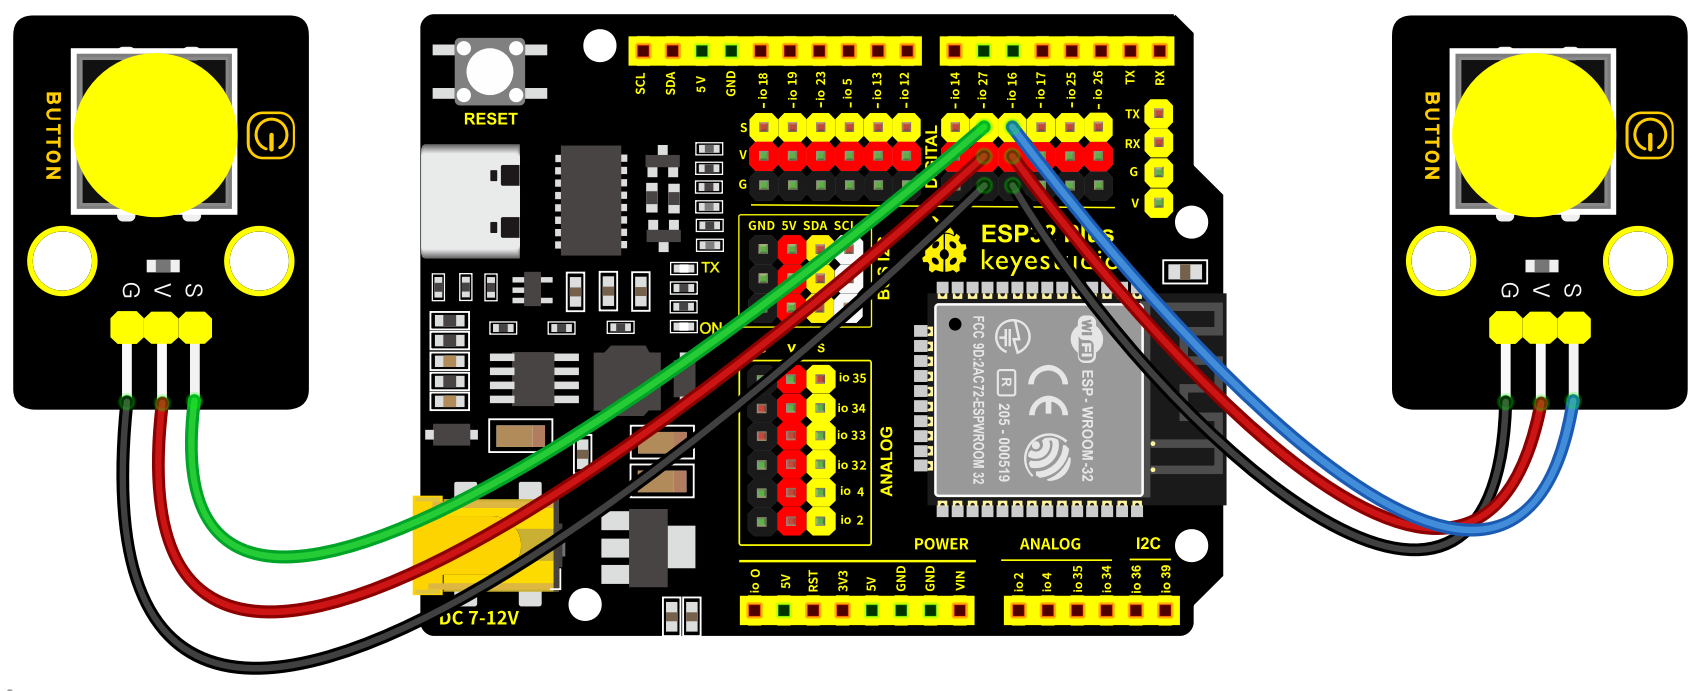 BUTTON
G V S
RESET
SCL SDA 5V GND io 18 io 19 io 23 io 5 io 13 io 12 io 14 io 27 io 16 io 17 io 25 io 26 TX RX
S
V
G
TX
RX
G
V
GND 5V SDA SCL
ESP32 Plus
keyestudio
TX
ON
V S
io 35
io 34
io 33
io 32
io 4
io 2
ANALOG
FCC 9D:2AC72-ESPWROOM 32
R 205 - 000519
CE
WiFi
ESP - WROOM -32
POWER ANALOG I2C
io O 5V RST 3V3 5V GND GND VIN io 2 io 4 io 35 io 34 io 36 io 39
DC 7-12V
BUTTON
G V S